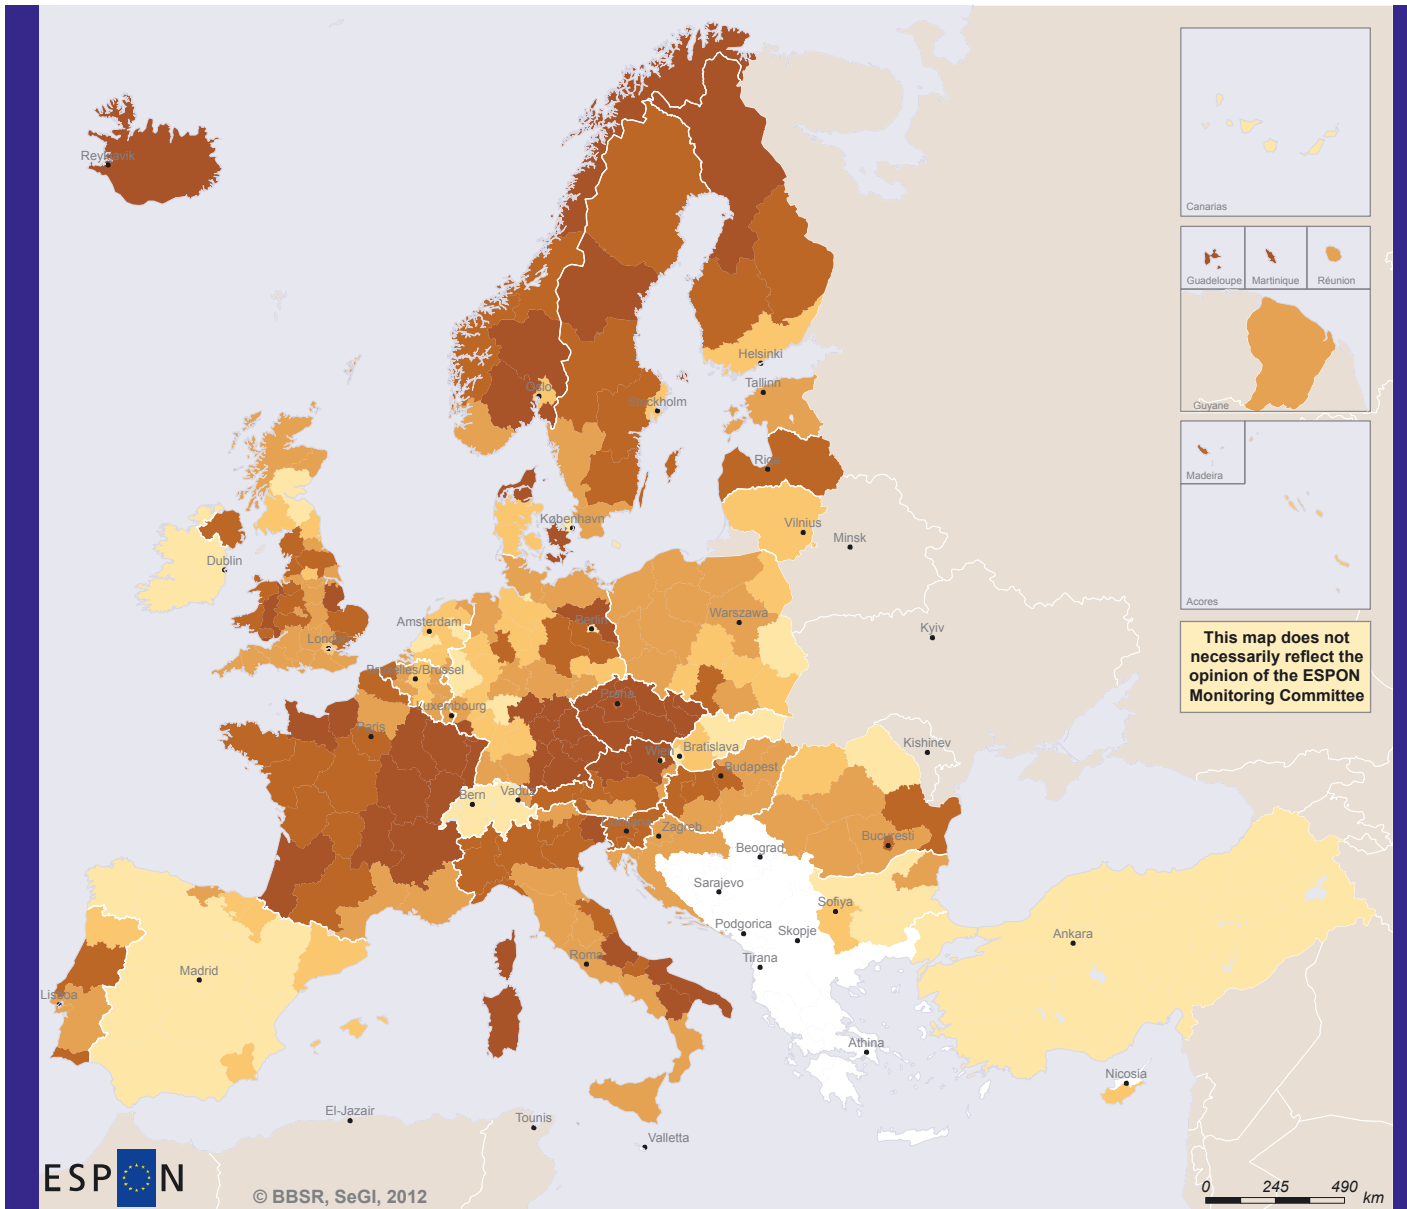 Reykjavik
Canarias
Guadeloupe
Martinique
Réunion
Helsinki
Oslo
Tallinn
Stockholm
Guyane
Riga
Madeira
København
Vilnius
Minsk
Dublin
Acores
Amsterdam
Berlin
Warszawa
London
Kyiv
This map does not
necessarily reflect the
opinion of the ESPON
Monitoring Committee
Bruxelles/Brussel
Praha
Luxembourg
Paris
Wien
Bratislava
Kishinev
Budapest
Bern
Vaduz
Ljubljana
Zagreb
Bucuresti
Beograd
Sarajevo
Sofiya
Podgorica
Skopje
Ankara
Roma
Tirana
Madrid
Lisboa
Athina
Nicosia
El-Jazair
Tounis
Valletta
ESPON
© BBSR, SeGI, 2012
0 245 490
km